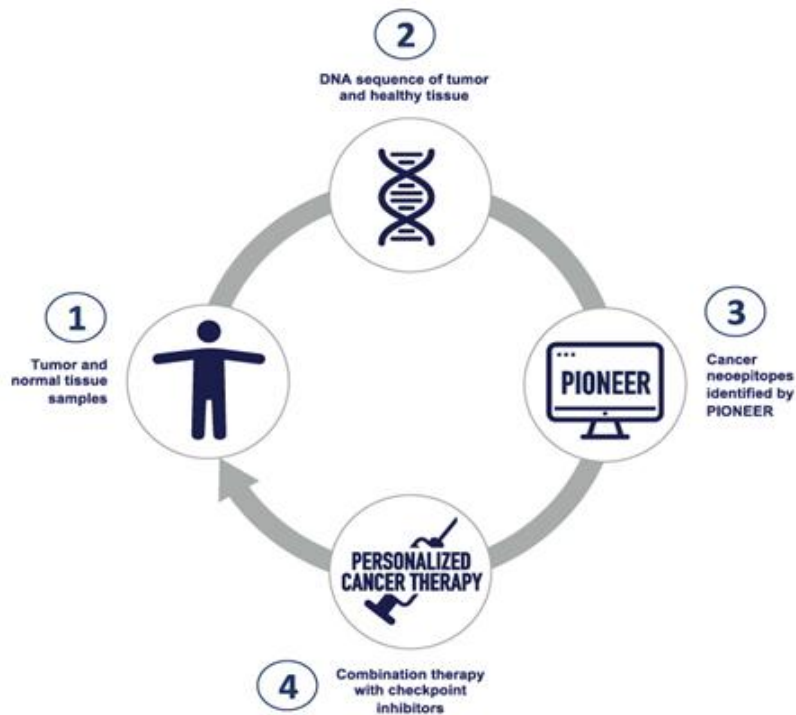 2
DNA sequence of tumor
and healthy tissue
1
Tumor and
normal tissue
samples
3
PIONEER
Cancer
neoepitopes
identified by
PIONEER
PERSONALIZED
CANCER THERAPY
4
Combination therapy
with checkpoint
inhibitors